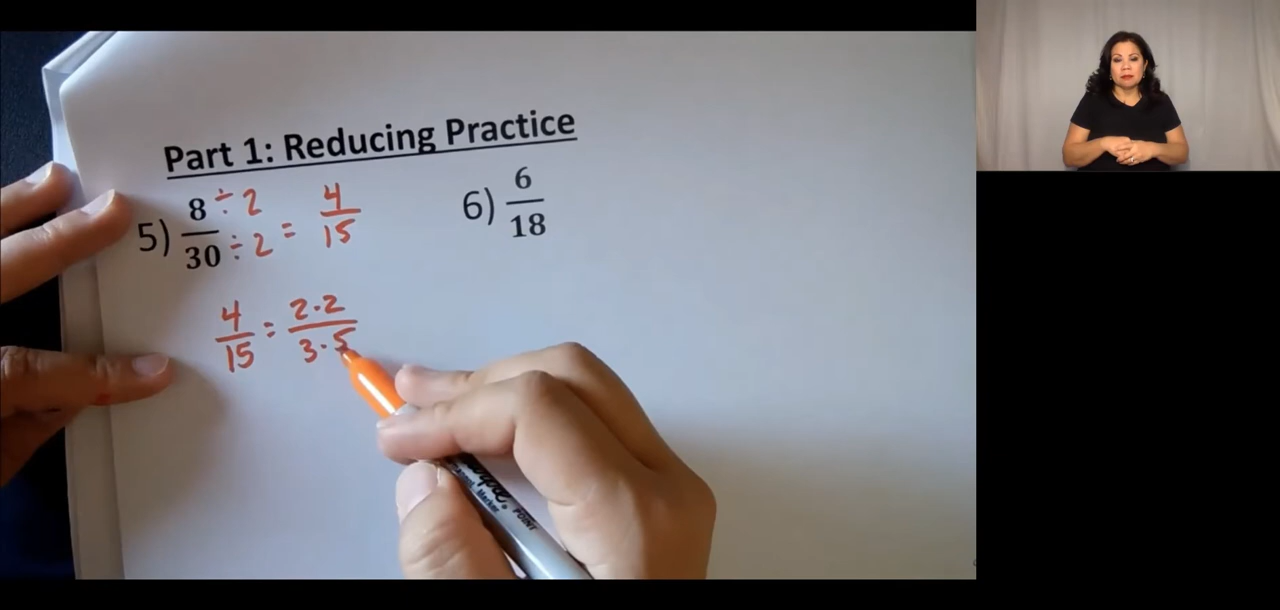 Part 1: Reducing Practice
5) 8/30 ÷2/÷2 = 4/15
6) 6/18
4/15 = 2·2/3·5
POINT